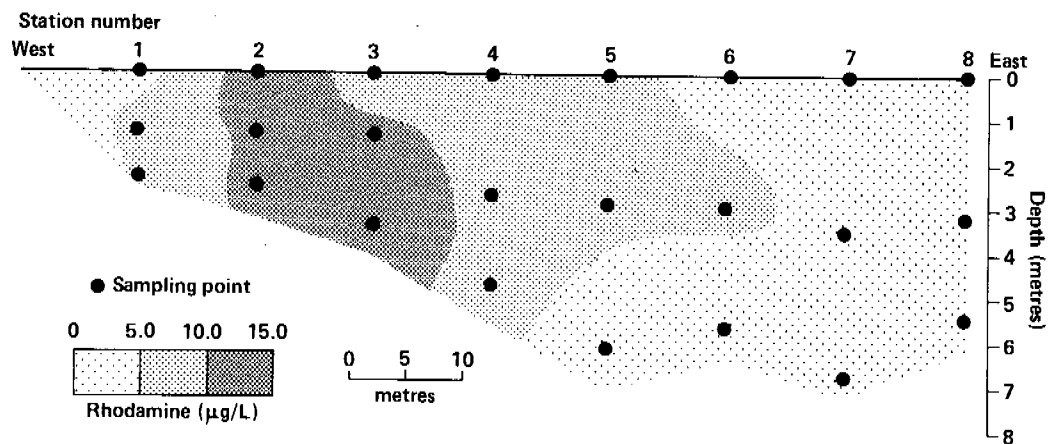 Station number
West 1 2 3 4 5 6 7 8 East
0
1
2
3
4
5
6
7
8
Depth (metres)
Sampling point
0 5.0 10.0 15.0
Rhodamine (µg/L)
0 5 10
metres